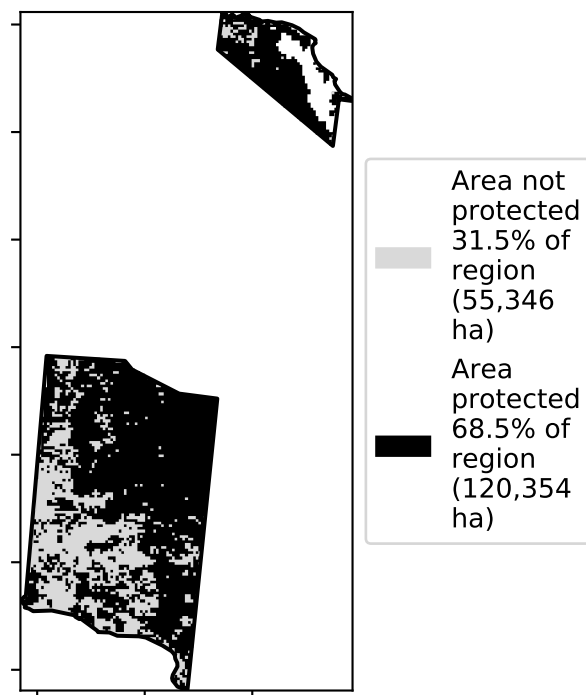 Area not
protected
31.5% of
region
(55,346
ha)
Area
protected
68.5% of
region
(120,354
ha)